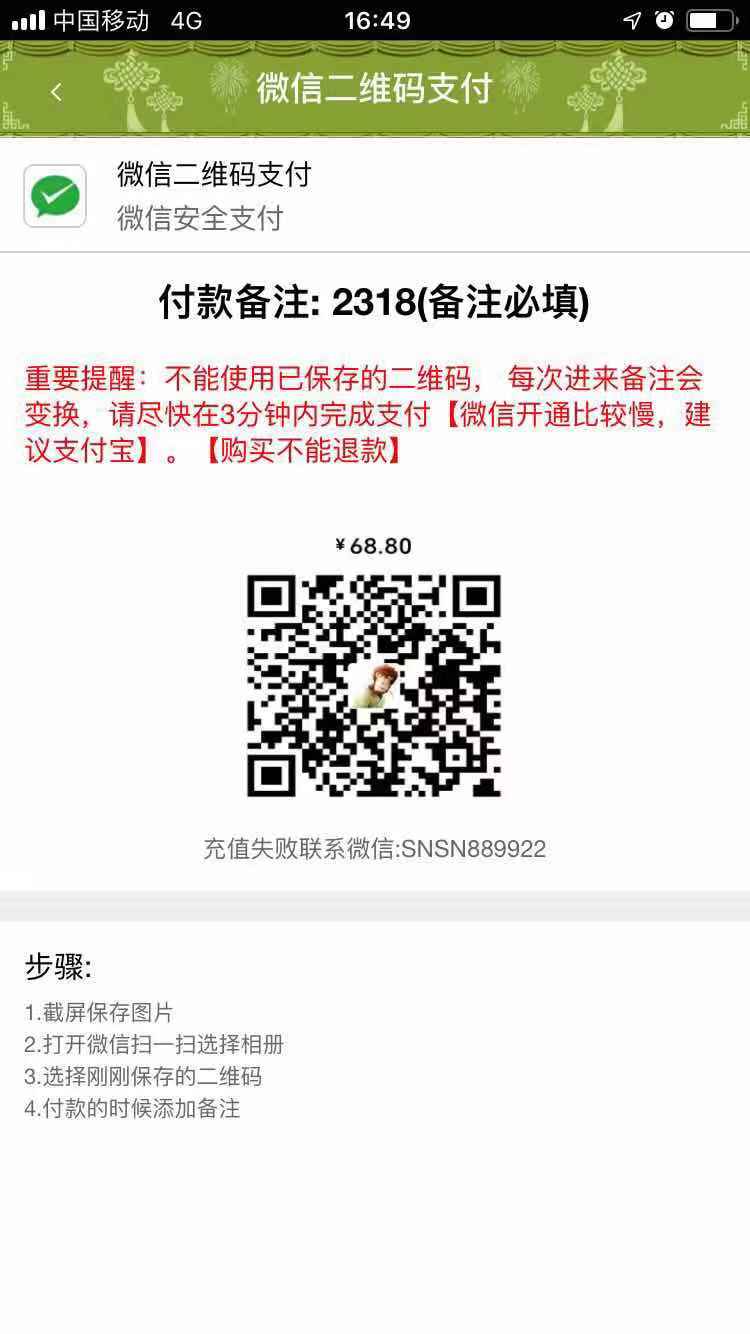 中国移动 4G 16:49
微信二维码支付
微信二维码支付
微信安全支付
付款备注: 2318(备注必填)
重要提醒：不能使用已保存的二维码， 每次进来备注会
变换，请尽快在3分钟内完成支付【微信开通比较慢，建
议支付宝】。【购买不能退款】
¥68.80
充值失败联系微信:SNSN889922
步骤:
1.截屏保存图片
2.打开微信扫一扫选择相册
3.选择刚刚保存的二维码
4.付款的时候添加备注